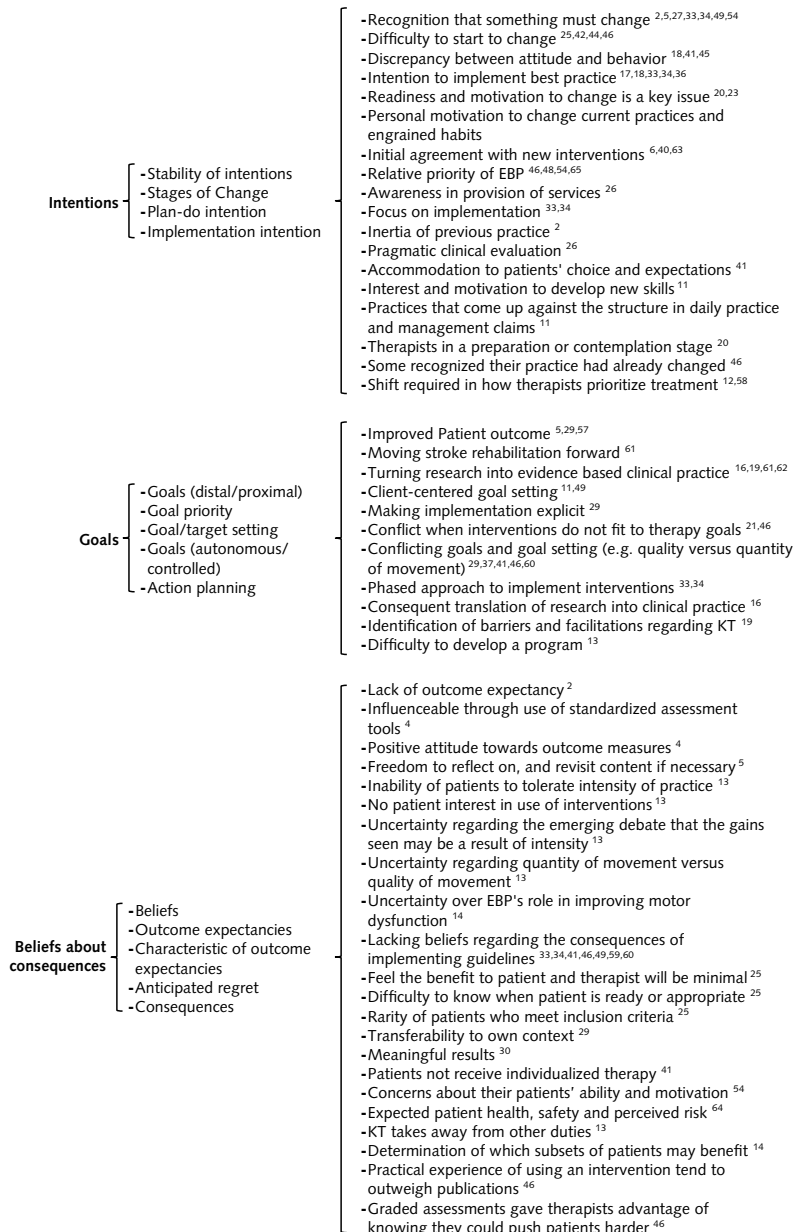 Intentions
-Stability of intentions
-Stages of Change
-Plan-do intention
-Implementation intention
-Recognition that something must change 2,5,27,33,34,49,54
-Difficulty to start to change 25,42,44,46
-Discrepancy between attitude and behavior 18,41,45
-Intention to implement best practice 17,18,33,34,36
-Readiness and motivation to change is a key issue 20,23
-Personal motivation to change current practices and
engrained habits
-Initial agreement with new interventions 6,40,63
-Relative priority of EBP 46,48,54,65
-Awareness in provision of services 26
-Focus on implementation 33,34
-Inertia of previous practice 2
-Pragmatic clinical evaluation 26
-Accommodation to patients' choice and expectations 41
-Interest and motivation to develop new skills 11
-Practices that come up against the structure in daily practice
and management claims 11
-Therapists in a preparation or contemplation stage 20
-Some recognized their practice had already changed 46
-Shift required in how therapists prioritize treatment 12,58
Goals
-Goals (distal/proximal)
-Goal priority
-Goal/target setting
-Goals (autonomous/
controlled)
-Action planning
-Improved Patient outcome 5,29,57
-Moving stroke rehabilitation forward 61
-Turning research into evidence based clinical practice 16,19,61,62
-Client-centered goal setting 11,49
-Making implementation explicit 29
-Conflict when interventions do not fit to therapy goals 21,46
-Conflicting goals and goal setting (e.g. quality versus quantity
of movement) 29,37,41,46,60
-Phased approach to implement interventions 33,34
-Consequent translation of research into clinical practice 16
-Identification of barriers and facilitations regarding KT 19
-Difficulty to develop a program 13
Beliefs about
consequences
-Beliefs
-Outcome expectancies
-Characteristic of outcome
expectancies
-Anticipated regret
-Consequences
-Lack of outcome expectancy 2
-Influenceable through use of standardized assessment
tools 4
-Positive attitude towards outcome measures 4
-Freedom to reflect on, and revisit content if necessary 5
-Inability of patients to tolerate intensity of practice 13
-No patient interest in use of interventions 13
-Uncertainty regarding the emerging debate that the gains
seen may be a result of intensity 13
-Uncertainty regarding quantity of movement versus
quality of movement 13
-Uncertainty over EBP's role in improving motor
dysfunction 14
-Lacking beliefs regarding the consequences of
implementing guidelines 33,34,41,46,49,59,60
-Feel the benefit to patient and therapist will be minimal 25
-Difficulty to know when patient is ready or appropriate 25
-Rarity of patients who meet inclusion criteria 25
-Transferability to own context 29
-Meaningful results 30
-Patients not receive individualized therapy 41
-Concerns about their patients’ ability and motivation 54
-Expected patient health, safety and perceived risk 64
-KT takes away from other duties 13
-Determination of which subsets of patients may benefit 14
-Practical experience of using an intervention tend to
outweigh publications 46
-Graded assessments gave therapists advantage of
knowing they could push patients harder 46